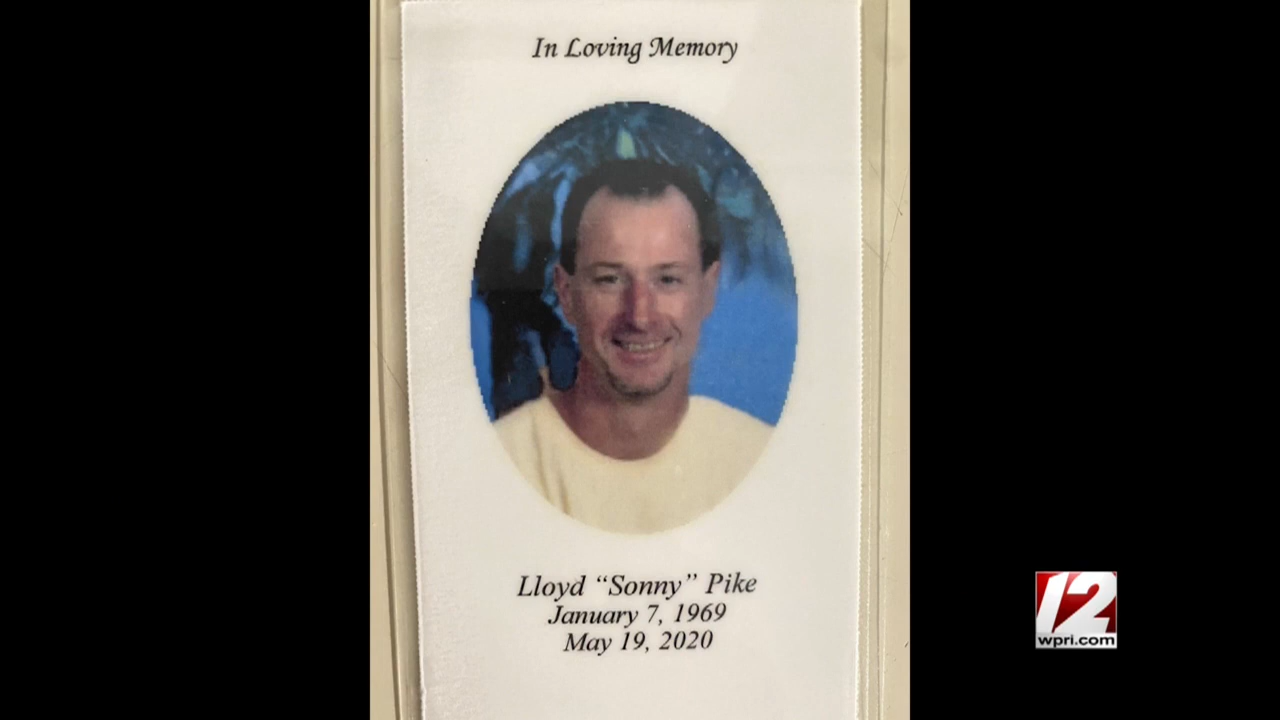 In Loving Memory
Lloyd “Sonny” Pike
January 7, 1969
May 19, 2020
12
wpri.com